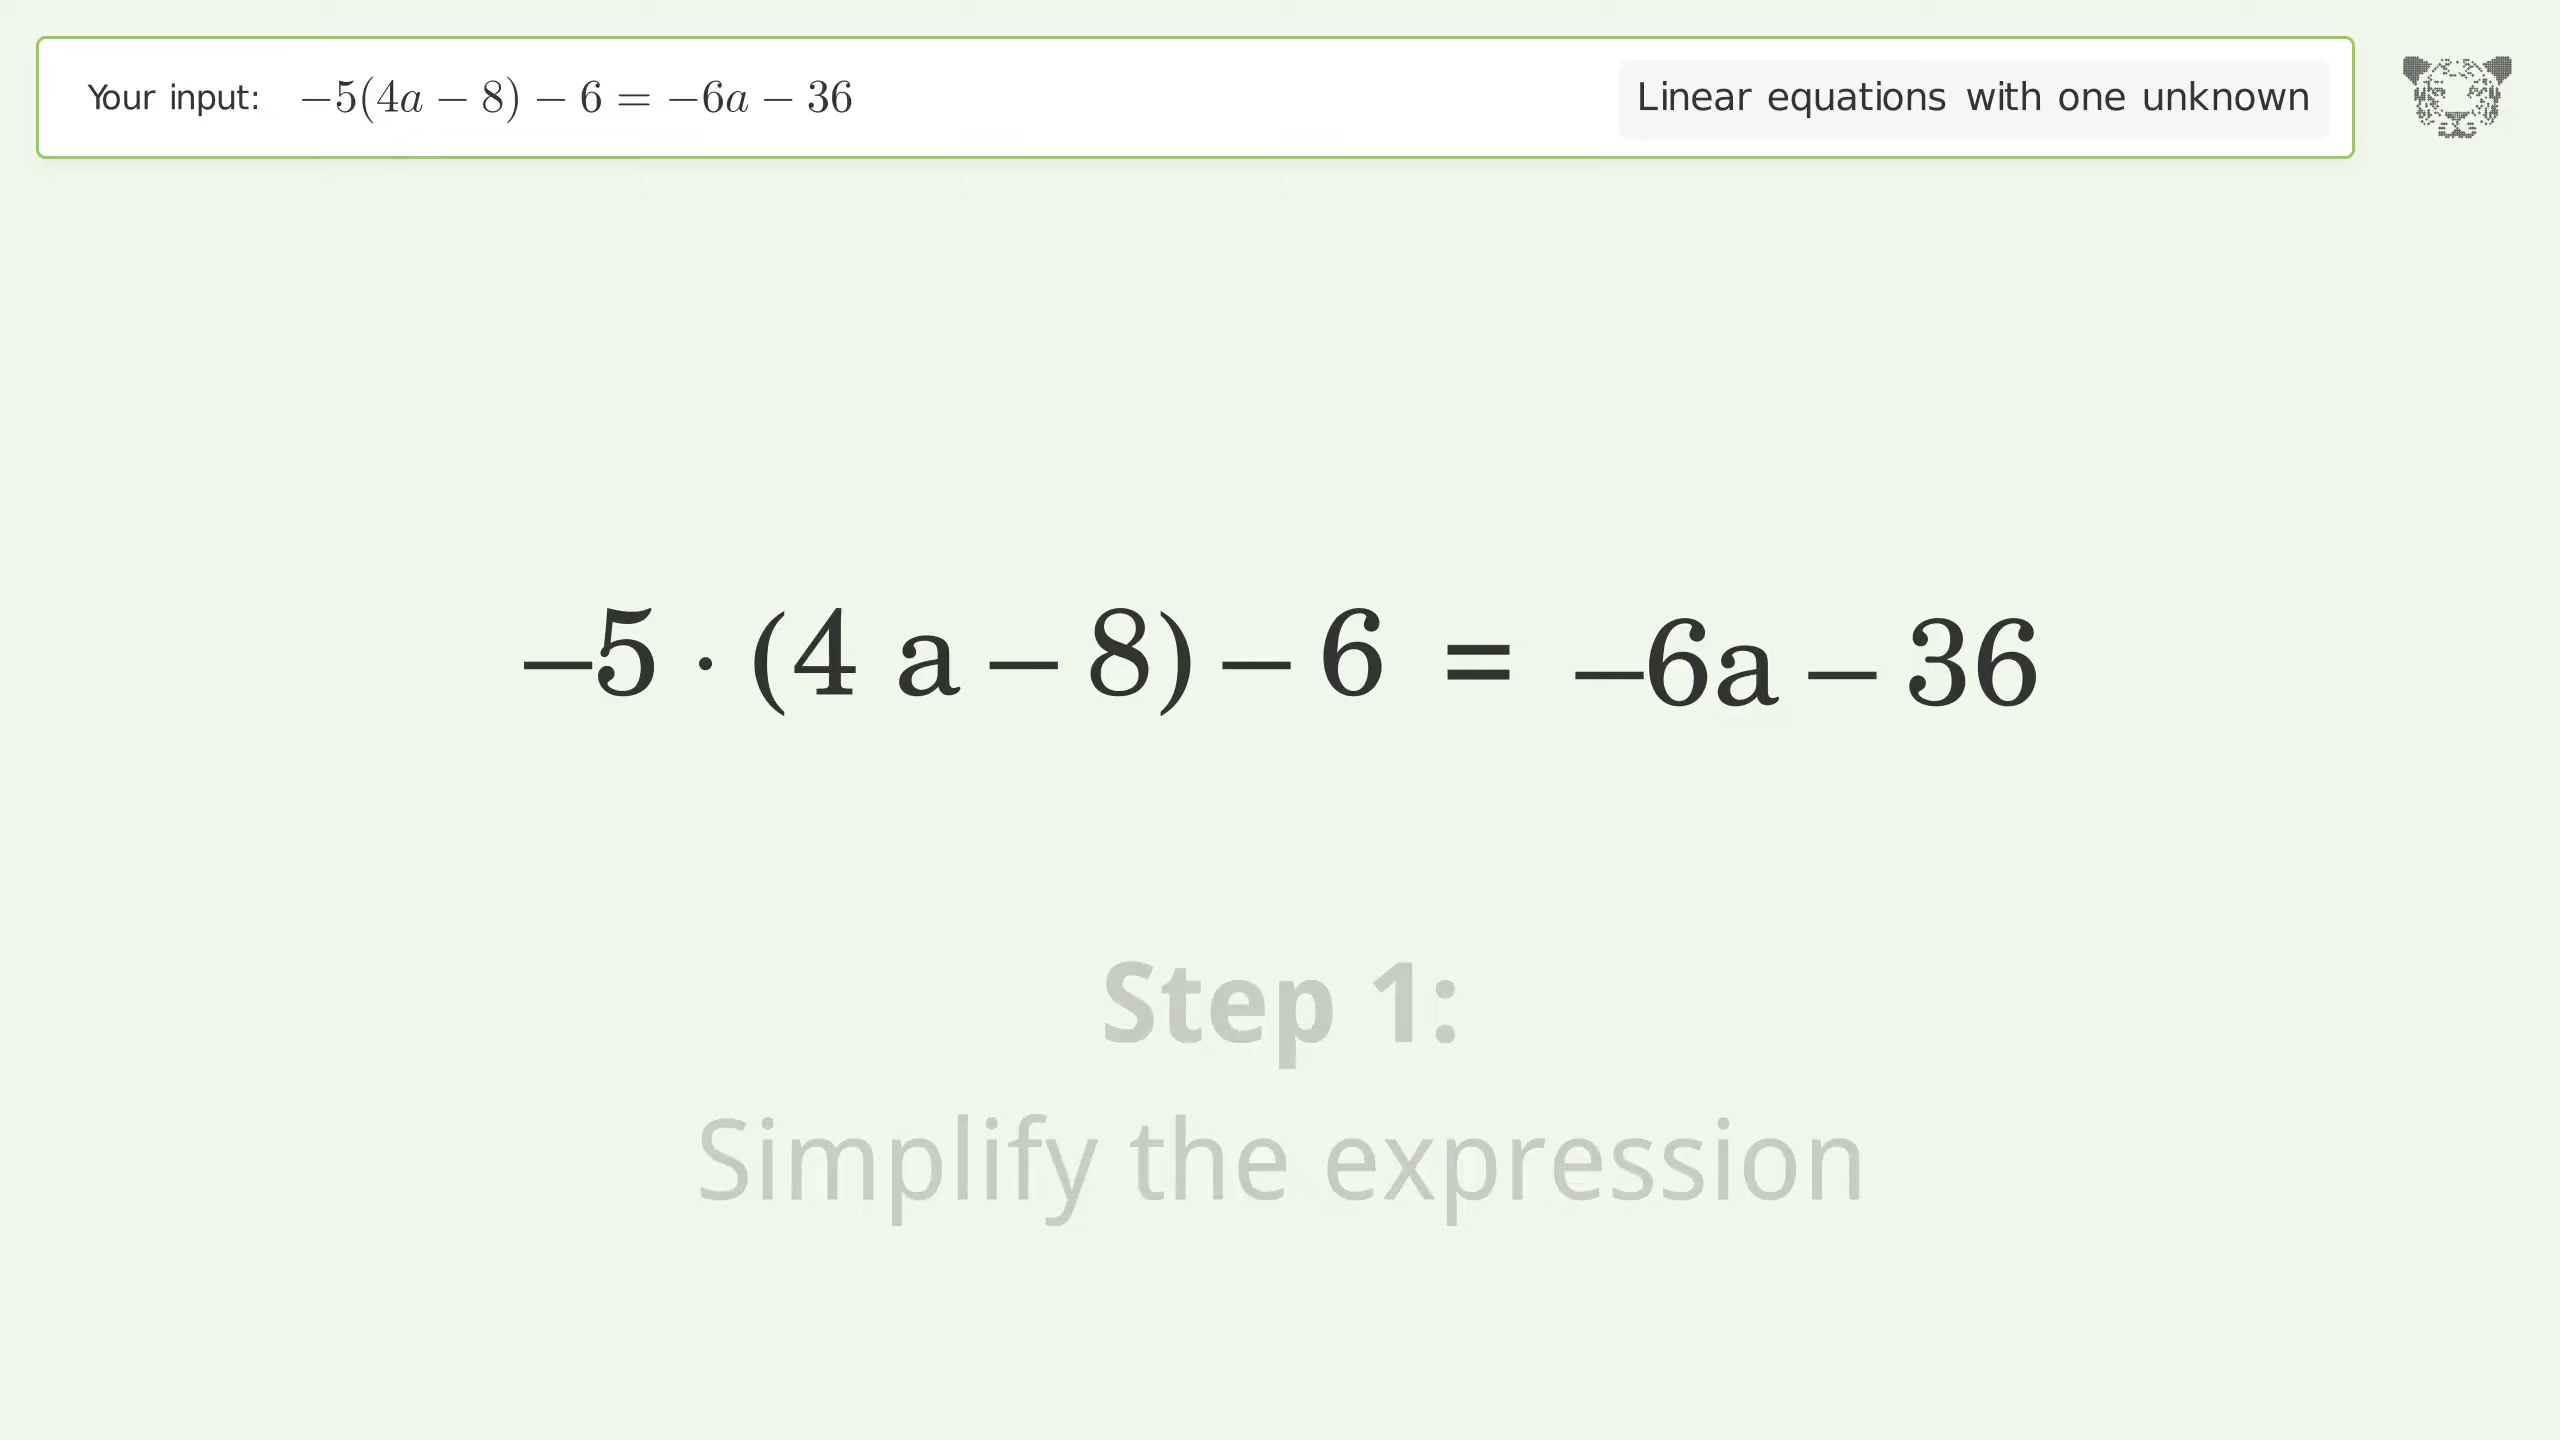 Your input: −5(4a − 8) − 6 = −6a − 36
Linear equations with one unknown
−5 · (4 a − 8) − 6 = −6a − 36
Step 1:
Simplify the expression